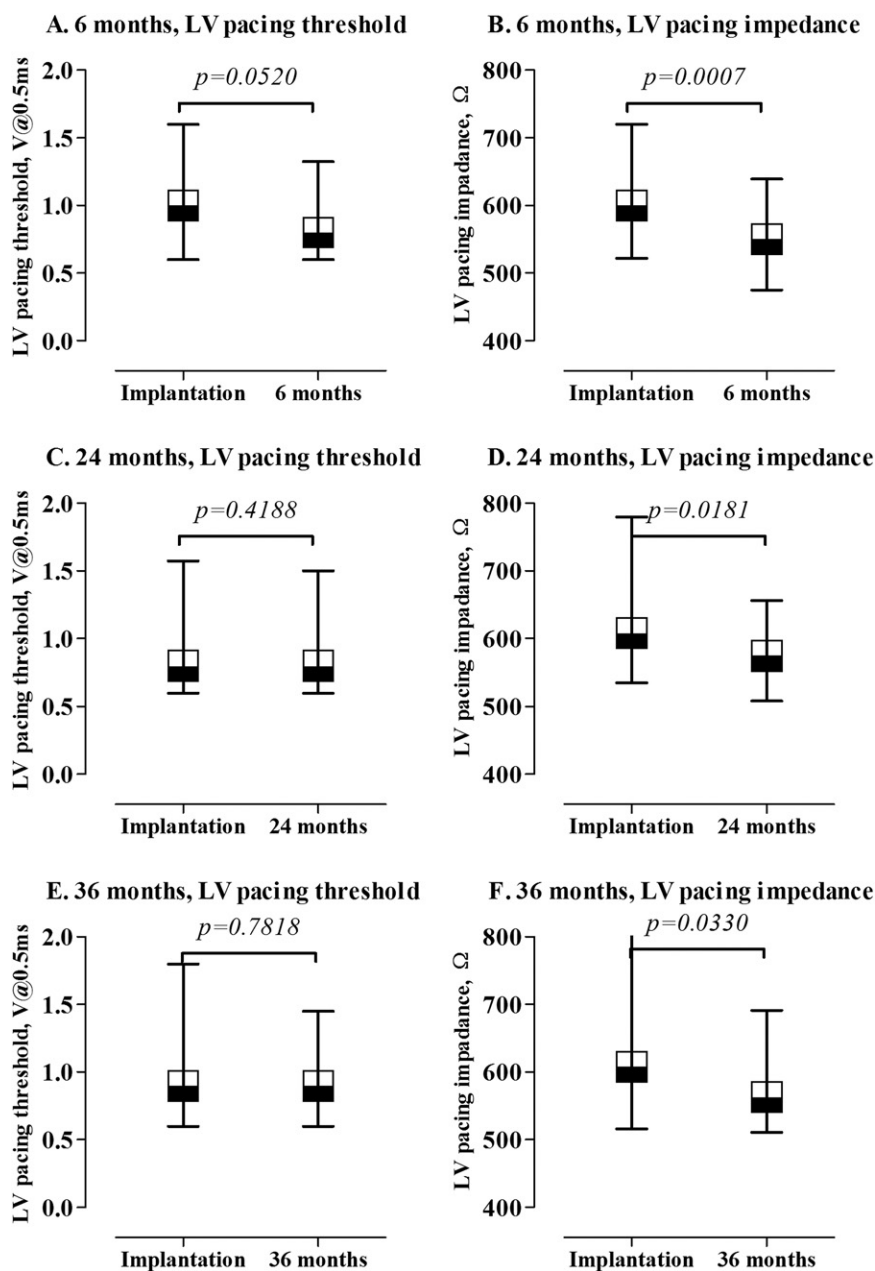 A. 6 months, LV pacing threshold
LV pacing threshold, V@0.5ms
2.0
1.5
1.0
0.5
0.0
p=0.0520
Implantation 6 months
B. 6 months, LV pacing impedance
LV pacing impadance, Ω
800
700
600
500
400
p=0.0007
Implantation 6 months
C. 24 months, LV pacing threshold
LV pacing threshold, V@0.5ms
2.0
1.5
1.0
0.5
0.0
p=0.4188
Implantation 24 months
D. 24 months, LV pacing impedance
LV pacing impadance, Ω
800
700
600
500
400
p=0.0181
Implantation 24 months
E. 36 months, LV pacing threshold
LV pacing threshold, V@0.5ms
2.0
1.5
1.0
0.5
0.0
p=0.7818
Implantation 36 months
F. 36 months, LV pacing impedance
LV pacing impadance, Ω
800
700
600
500
400
p=0.0330
Implantation 36 months